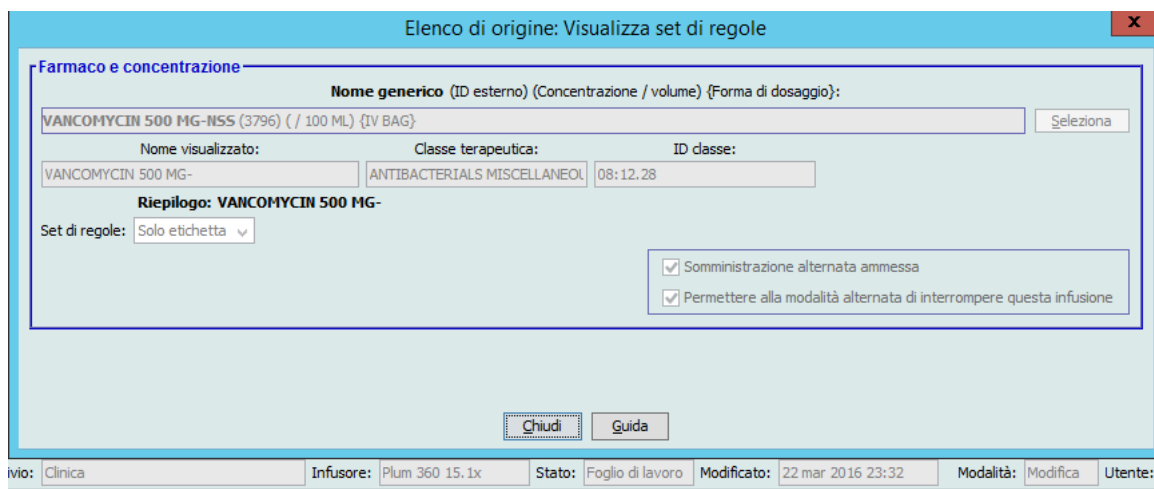 Elenco di origine: Visualizza set di regole
x
Farmaco e concentrazione
Nome generico (ID esterno) (Concentrazione / volume) {Forma di dosaggio}:
VANCOMYCIN 500 MG-NSS (3796) ( / 100 ML) {IV BAG} Seleziona
Nome visualizzato: Classe terapeutica: ID classe:
VANCOMYCIN 500 MG- ANTIBACTERIALS MISCELLANEOU 08:12.28
Riepilogo: VANCOMYCIN 500 MG-
Set di regole: Solo etichetta
Somministrazione alternata ammessa
Permettere alla modalità alternata di interrompere questa infusione
Chiudi Guida
ivio: Clinica Infusore: Plum 360 15.1x Stato: Foglio di lavoro Modificato: 22 mar 2016 23:32 Modalità: Modifica Utente: